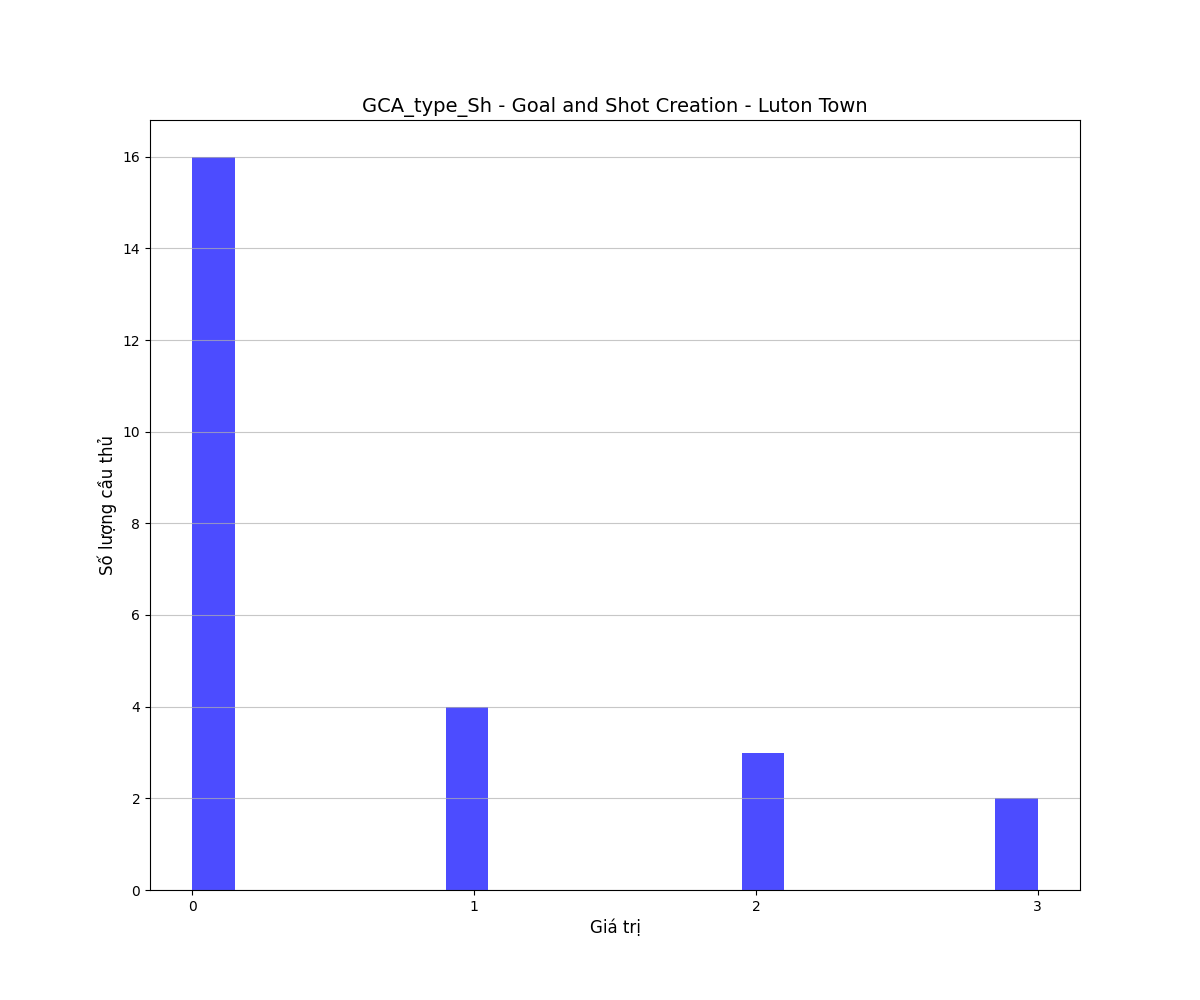 GCA_type_Sh - Goal and Shot Creation - Luton Town
16
14
12
10
8
6
4
2
0
Số lượng cầu thủ
0 1 2 3
Giá trị